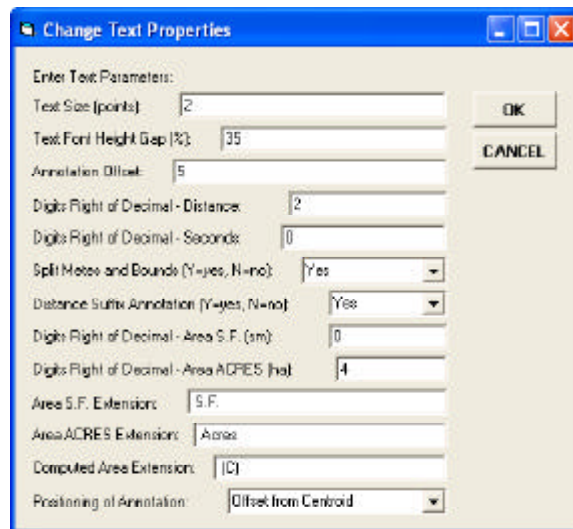 Change Text Properties
Enter Text Parameters:
Text Size (points): 2
OK
Text Font Height Gap (%): 35
CANCEL
Annotation Offset: 5
Digits Right of Decimal - Distance: 2
Digits Right of Decimal - Seconds: 0
Split Metes and Bounds (Y=yes, N=no): Yes
Distance Suffix Annotation (Y=yes, N=no): Yes
Digits Right of Decimal - Area S.F. (sm): 0
Digits Right of Decimal - Area ACRES (ha): 4
Area S.F. Extension: S.F.
Area ACRES Extension: Acres
Computed Area Extension: (C)
Positioning of Annotation: Offset from Centroid